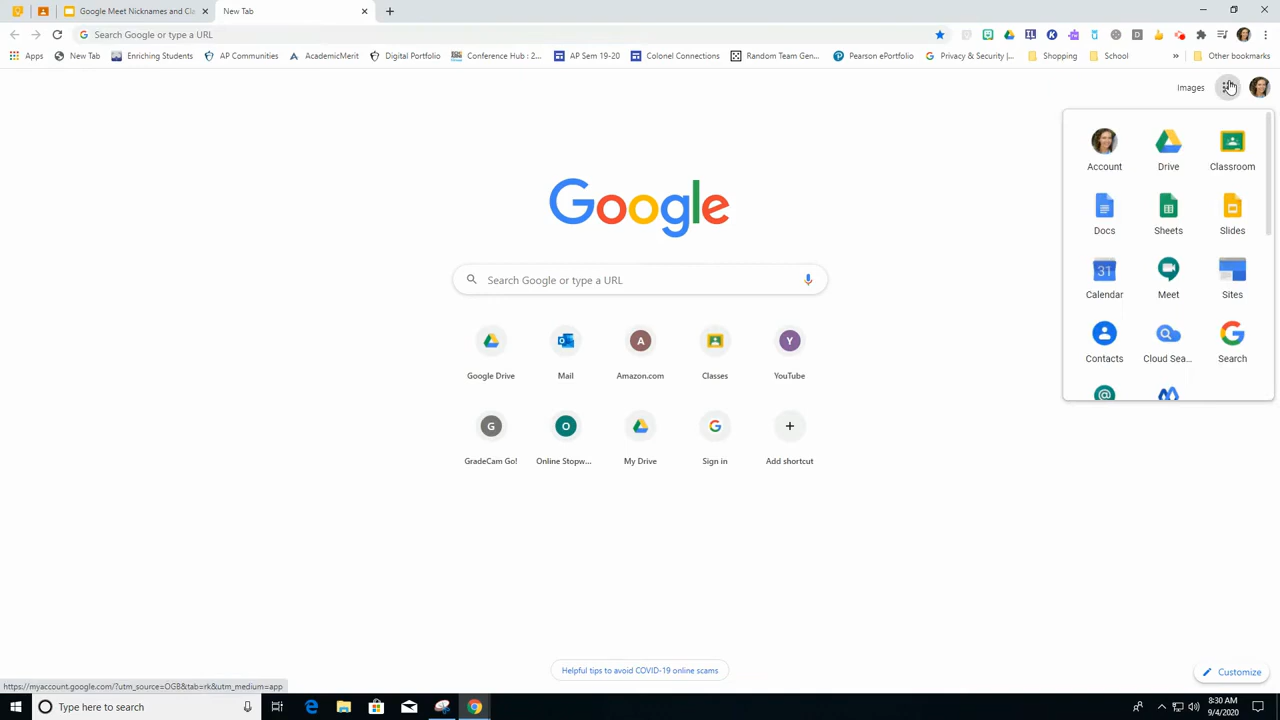 Google Meet Nicknames and Cl
New Tab
Search Google or type a URL
Apps
New Tab
Enriching Students
AP Communities
AcademicMerit
Digital Portfolio
Conference Hub : 2...
AP Sem 19-20
Colonel Connections
Random Team Gen...
Pearson ePortfolio
Privacy & Security |...
Shopping
School
»
Other bookmarks
Images
Account
Drive
Classroom
Docs
Sheets
Slides
31
Calendar
Meet
Sites
Contacts
Cloud Sea...
Search
Google
Search Google or type a URL
Google Drive
Mail
A
Amazon.com
Classes
Y
YouTube
G
GradeCam Go!
O
Online Stopw...
My Drive
Sign in
Add shortcut
Helpful tips to avoid COVID-19 online scams
Customize
https://myaccount.google.com/?utm_source=OGB&tab=rk&utm_medium=app
Type here to search
8:30 AM
9/4/2020